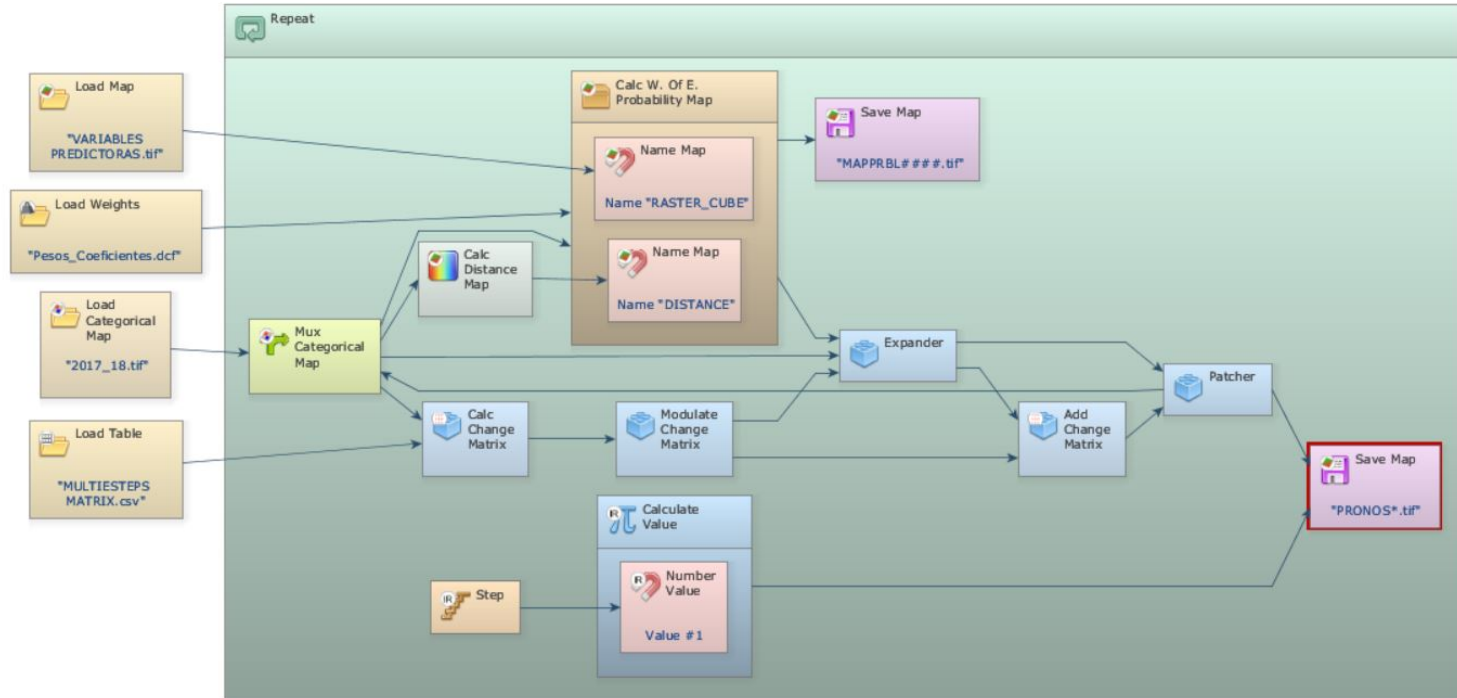 Repeat
Load Map
"VARIABLES
PREDICTORAS.tif"
Load Weights
"Pesos_Coeficientes.dcf"
Load
Categorical
Map
"2017_18.tif"
Load Table
"MULTIESTEPS
MATRIX.csv"
Mux
Categorical
Map
Calc
Distance
Map
Calc W. Of E.
Probability Map
Name Map
Name "RASTER_CUBE"
Name Map
Name "DISTANCE"
Save Map
"MAPPRBL####.tif"
Calc
Change
Matrix
Modulate
Change
Matrix
Expander
Add
Change
Matrix
Patcher
Save Map
"PRONOS*.tif"
Step
Calculate
Value
Number
Value
Value #1